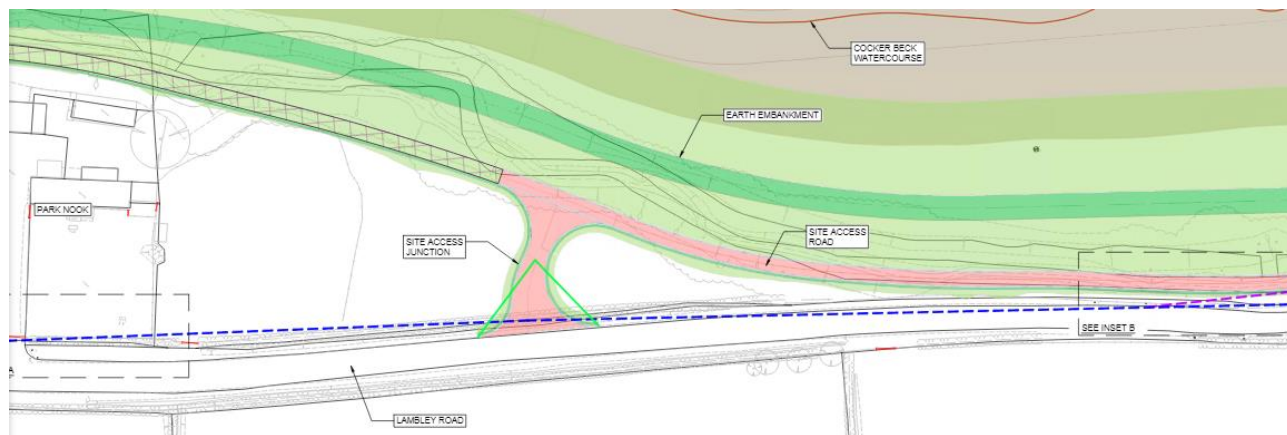 COCKER BECK
WATERCOURSE
EARTH EMBANKMENT
PARK NOOK
SITE ACCESS
JUNCTION
SITE ACCESS
ROAD
SEE INSET B
LAMBLEY ROAD